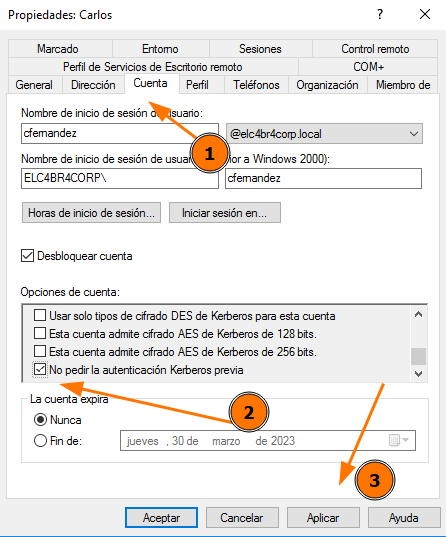 Propiedades: Carlos
Marcado Entorno Sesiones Control remoto
Perfil de Servicios de Escritorio remoto COM+
General Dirección Cuenta Perfil Teléfonos Organización Miembro de
Nombre de inicio de sesión de usuario:
1
cfernandez @elc4br4corp.local
Nombre de inicio de sesión de usuario
a Windows 2000):
ELC4BR4CORP\ cfernandez
Horas de inicio de sesión... Iniciar sesión en...
Desbloquear cuenta
Opciones de cuenta:
Usar solo tipos de cifrado DES de Kerberos para esta cuenta
Esta cuenta admite cifrado AES de Kerberos de 128 bits.
Esta cuenta admite cifrado AES de Kerberos de 256 bits.
No pedir la autenticación Kerberos previa
La cuenta expira
2
Nunca
Fin de: jueves , 30 de marzo de 2023
3
Aceptar Cancelar Aplicar Ayuda